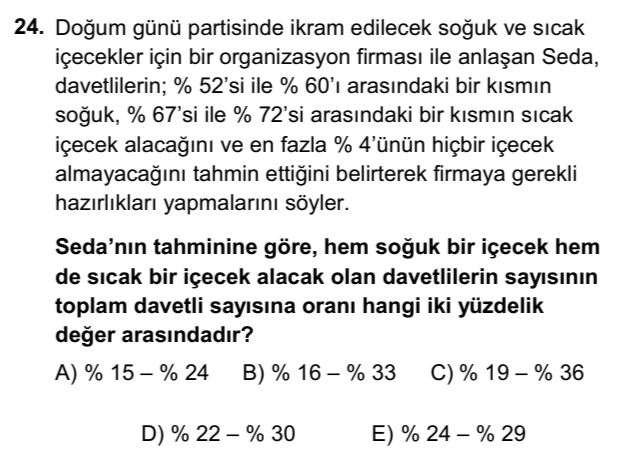 24. Doğum günü partisinde ikram edilecek soğuk ve sıcak
içecekler için bir organizasyon firması ile anlaşan Seda,
davetlilerin; % 52’si ile % 60’ı arasındaki bir kısmın
soğuk, % 67’si ile % 72’si arasındaki bir kısmın sıcak
içecek alacağını ve en fazla % 4’ünün hiçbir içecek
almayacağını tahmin ettiğini belirterek firmaya gerekli
hazırlıkları yapmalarını söyler.
Seda’nın tahminine göre, hem soğuk bir içecek hem
de sıcak bir içecek alacak olan davetlilerin sayısının
toplam davetli sayısına oranı hangi iki yüzdelik
değer arasındadır?
A) % 15 – % 24 B) % 16 – % 33 C) % 19 – % 36
D) % 22 – % 30 E) % 24 – % 29